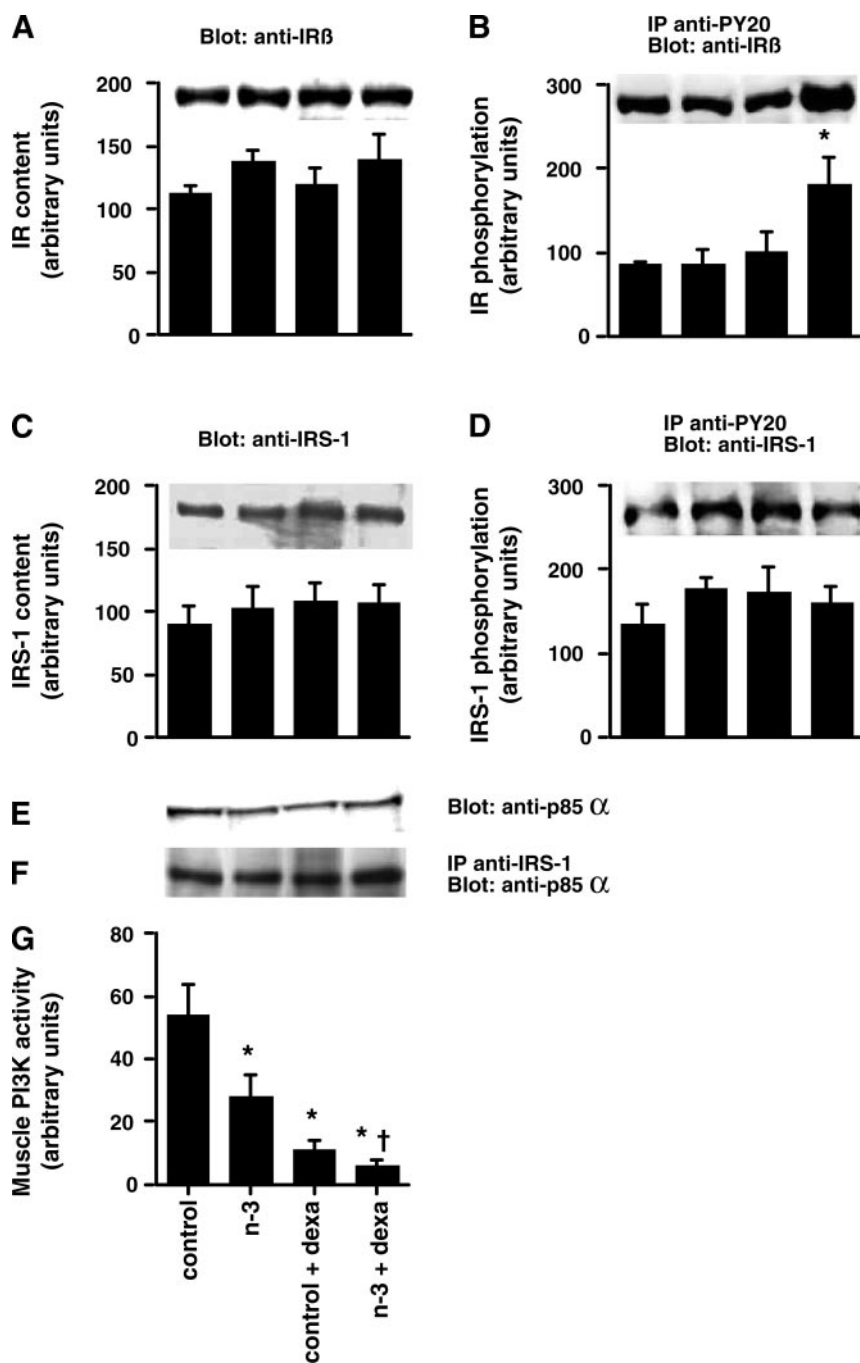 A
Blot: anti-IRß
IR content
(arbitrary units)
200
150
100
50
0
B
IP anti-PY20
Blot: anti-IRß
IR phosphorylation
(arbitrary units)
300
200
100
0
*
C
Blot: anti-IRS-1
IRS-1 content
(arbitrary units)
200
150
100
50
0
D
IP anti-PY20
Blot: anti-IRS-1
IRS-1 phosphorylation
(arbitrary units)
300
200
100
0
E
Blot: anti-p85 α
F
IP anti-IRS-1
Blot: anti-p85 α
G
Muscle PI3K activity
(arbitrary units)
80
60
40
20
0
*
*
* †
control
n-3
control + dexa
n-3 + dexa